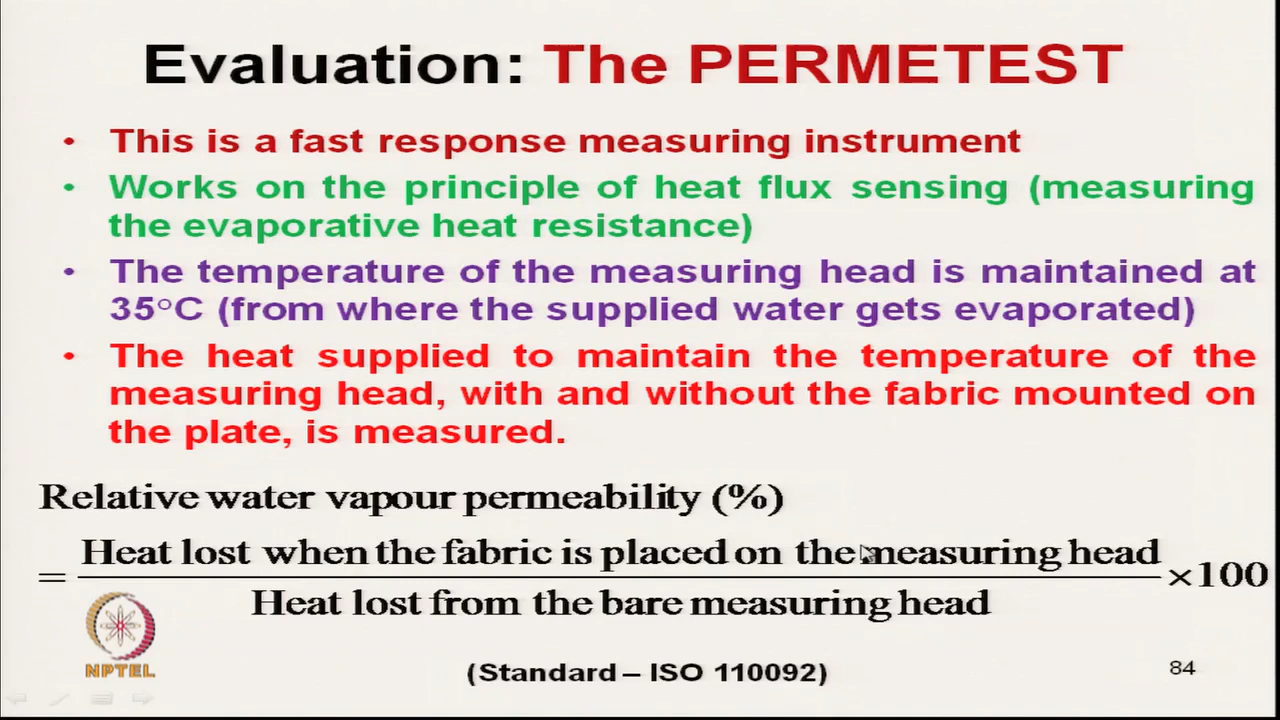 Evaluation: The PERMETEST
• This is a fast response measuring instrument
• Works on the principle of heat flux sensing (measuring
the evaporative heat resistance)
• The temperature of the measuring head is maintained at
35°C (from where the supplied water gets evaporated)
• The heat supplied to maintain the temperature of the
measuring head, with and without the fabric mounted on
the plate, is measured.
Relative water vapour permeability (%)
= Heat lost when the fabric is placed on the measuring head ×100
Heat lost from the bare measuring head
NPTEL
(Standard – ISO 110092)
84